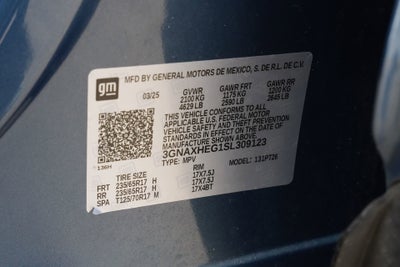 gm
MFD BY GENERAL MOTORS DE MEXICO, S. DE R.L. DE C.V.
03/25 GVWR GAWR FRT GAWR RR
2100 KG 1175 KG 1200 KG
4629 LB 2590 LB 2645 LB
THIS VEHICLE CONFORMS TO ALL
APPLICABLE U.S. FEDERAL MOTOR
VEHICLE SAFETY AND THEFT PREVENTION
STANDARDS IN EFFECT ON THE DATE OF
MANUFACTURE SHOWN ABOVE.
3GNAXHEG1SL309123
136H TYPE: MPV MODEL: 131PT26
TIRE SIZE RIM
FRT 235/65R17 H 17X7.5J
RR 235/65R17 H 17X7.5J
SPA T125/70R17 M 17X4BT